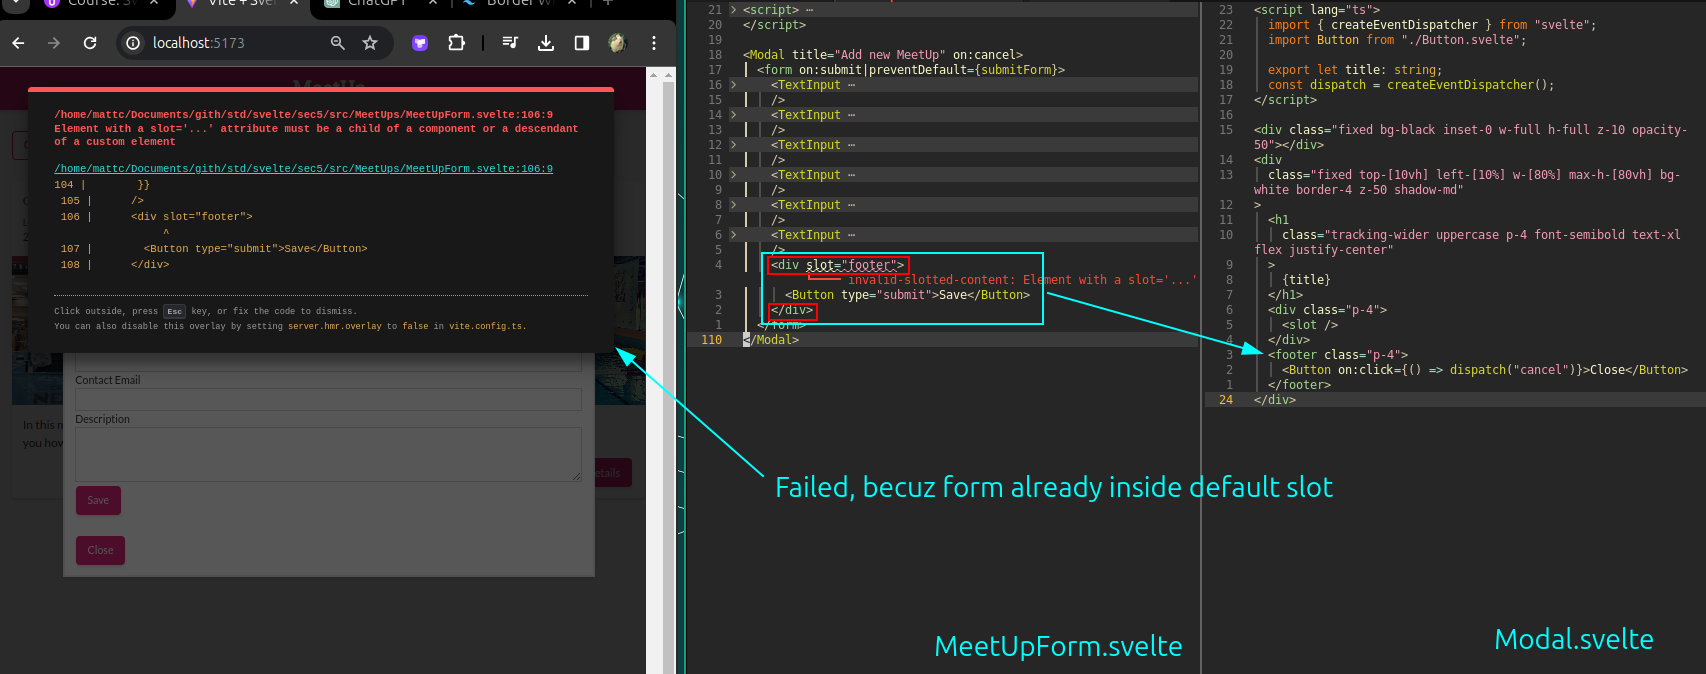 Course: Sv
Vite + Sve
ChatGPT
Border Wi
localhost:5173
MeetUp
/home/mattc/Documents/gith/std/svelte/sec5/src/MeetUps/MeetUpForm.svelte:106:9
Element with a slot='...' attribute must be a child of a component or a descendant
of a custom element
/home/mattc/Documents/gith/std/svelte/sec5/src/MeetUps/MeetUpForm.svelte:106:9
104 |        }}
105 |      />
106 |      <div slot="footer">
^
107 |        <Button type="submit">Save</Button>
108 |      </div>
Click outside, press Esc key, or fix the code to dismiss.
You can also disable this overlay by setting server.hmr.overlay to false in vite.config.ts.
Contact Email
Description
In this m
you how
etails
Save
Close
21 > <script> ⋯
20 </script>
19
18 <Modal title="Add new MeetUp" on:cancel>
17 <form on:submit|preventDefault={submitForm}>
16 > <TextInput ⋯
15 />
14 > <TextInput ⋯
13 />
12 > <TextInput ⋯
11 />
10 > <TextInput ⋯
9 />
8 > <TextInput ⋯
7 />
6 > <TextInput ⋯
5 />
4 <div slot="footer">
invalid-slotted-content: Element with a slot='...'
3 <Button type="submit">Save</Button>
2 </div>
1 </form>
110 </Modal>
23 <script lang="ts">
22 import { createEventDispatcher } from "svelte";
21 import Button from "./Button.svelte";
20
19 export let title: string;
18 const dispatch = createEventDispatcher();
17 </script>
16
15 <div class="fixed bg-black inset-0 w-full h-full z-10 opacity-
50"></div>
14 <div
13 class="fixed top-[10vh] left-[10%] w-[80%] max-h-[80vh] bg-
white border-4 z-50 shadow-md"
12 >
11 <h1
10 class="tracking-wider uppercase p-4 font-semibold text-xl
flex justify-center"
9 >
8 {title}
7 </h1>
6 <div class="p-4">
5 <slot />
4 </div>
3 <footer class="p-4">
2 <Button on:click={() => dispatch("cancel")}>Close</Button>
1 </footer>
24 </div>
Failed, becuz form already inside default slot
MeetUpForm.svelte
Modal.svelte